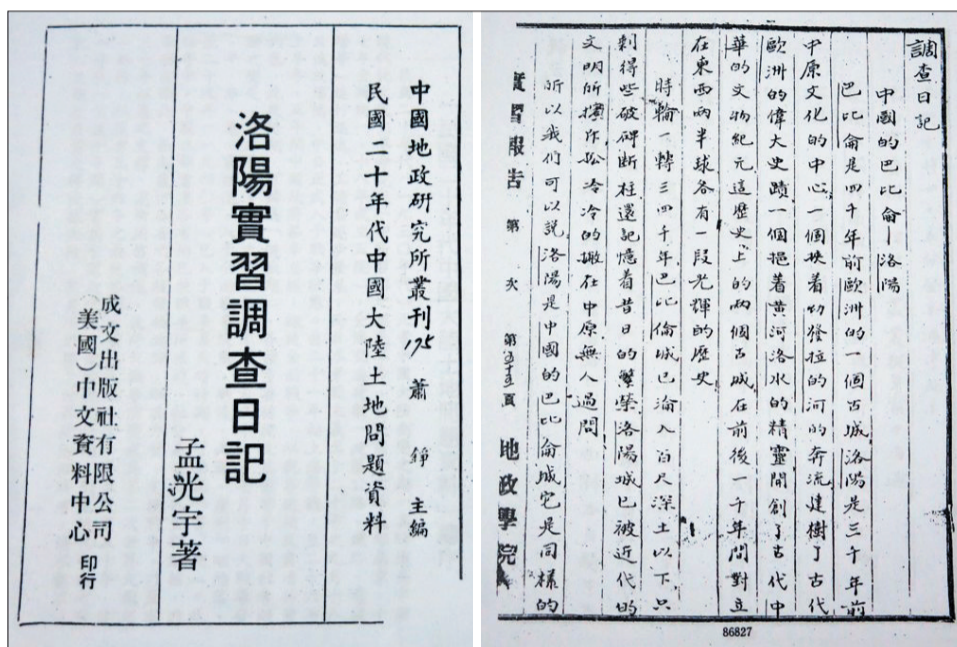 中國地政研究所叢刊175 蕭錚 主編
民國二十年代中國大陸土地問題資料
洛陽實習調查日記
孟光宇著
成文出版社有限公司
（美國）中文資料中心 印行
調查日記
中國的巴比侖－洛陽
巴比侖是四千年前歐洲的一個古城洛陽是三千年前
中原文化的中心一個挾着幼發拉的河的奔流建樹了古代
歐洲的偉大史蹟一個挹著黃河洛水的精靈開創了古代中
華的文物紀元這歷史上的兩個古城在前後一千年間對立
在東西兩半球各有一段光輝的歷史
時輪一轉三四千年巴比倫城已淪入百尺深土以下只
剩得些破碑断柱還記憶着昔日的繁榮洛陽城已被近代的
文明所擯斥冷冷的撇在中原無人過問
所以我們可以説洛陽是中國的巴比侖城它是同樣的
實習報告 第 次 第 頁 地政學院
86827